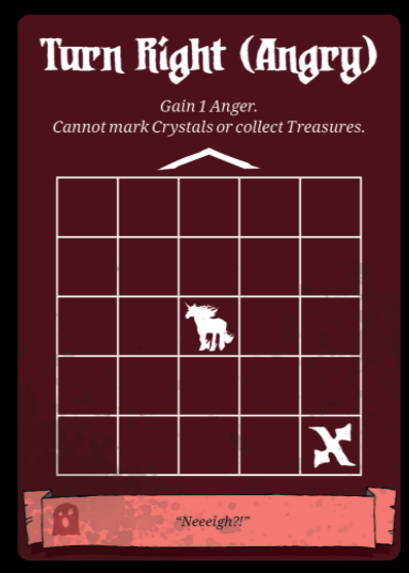 Turn Right (Angry)
Gain 1 Anger.
Cannot mark Crystals or collect Treasures.
X
“Neeeigh?!”